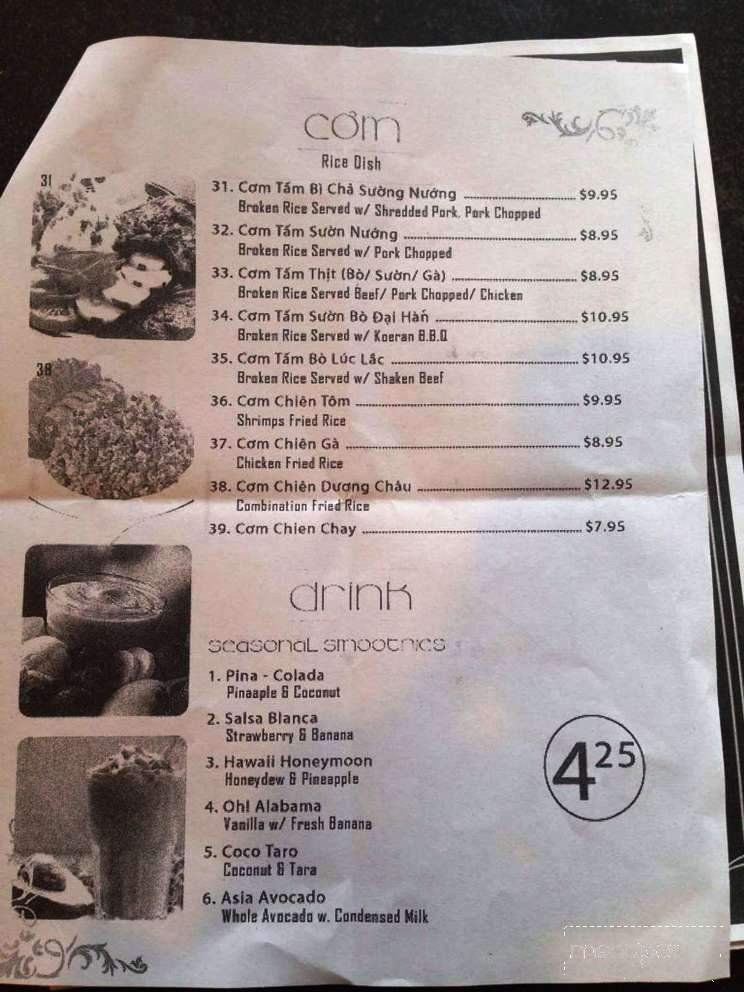 cơm
Rice Dish
31
31. Cơm Tấm Bì Chả Sường Nướng ........ $9.95
Broken Rice Served w/ Shredded Pork, Pork Chopped
32. Cơm Tấm Sườn Nướng ........ $8.95
Broken Rice Served w/ Pork Chopped
33. Cơm Tấm Thịt (Bò/ Sườn/ Gà) ........ $8.95
Broken Rice Served Beef/ Pork Chopped/ Chicken
34. Cơm Tấm Sườn Bò Đại Hàn ........ $10.95
Broken Rice Served w/ Koeran B.B.Q
35. Cơm Tấm Bò Lúc Lắc ........ $10.95
Broken Rice Served w/ Shaken Beef
38
36. Cơm Chiên Tôm ........ $9.95
Shrimps Fried Rice
37. Cơm Chiên Gà ........ $8.95
Chicken Fried Rice
38. Cơm Chiên Dương Châu ........ $12.95
Combination Fried Rice
39. Cơm Chien Chay ........ $7.95
drink
seasonal smoothies
1. Pina - Colada
Pinaaple & Coconut
2. Salsa Blanca
Strawberry & Banana
3. Hawaii Honeymoon
Honeydew & Pineapple
4. Oh! Alabama
Vanilla w/ Fresh Banana
5. Coco Taro
Coconut & Tara
6. Asia Avocado
Whole Avocado w. Condensed Milk
4 25